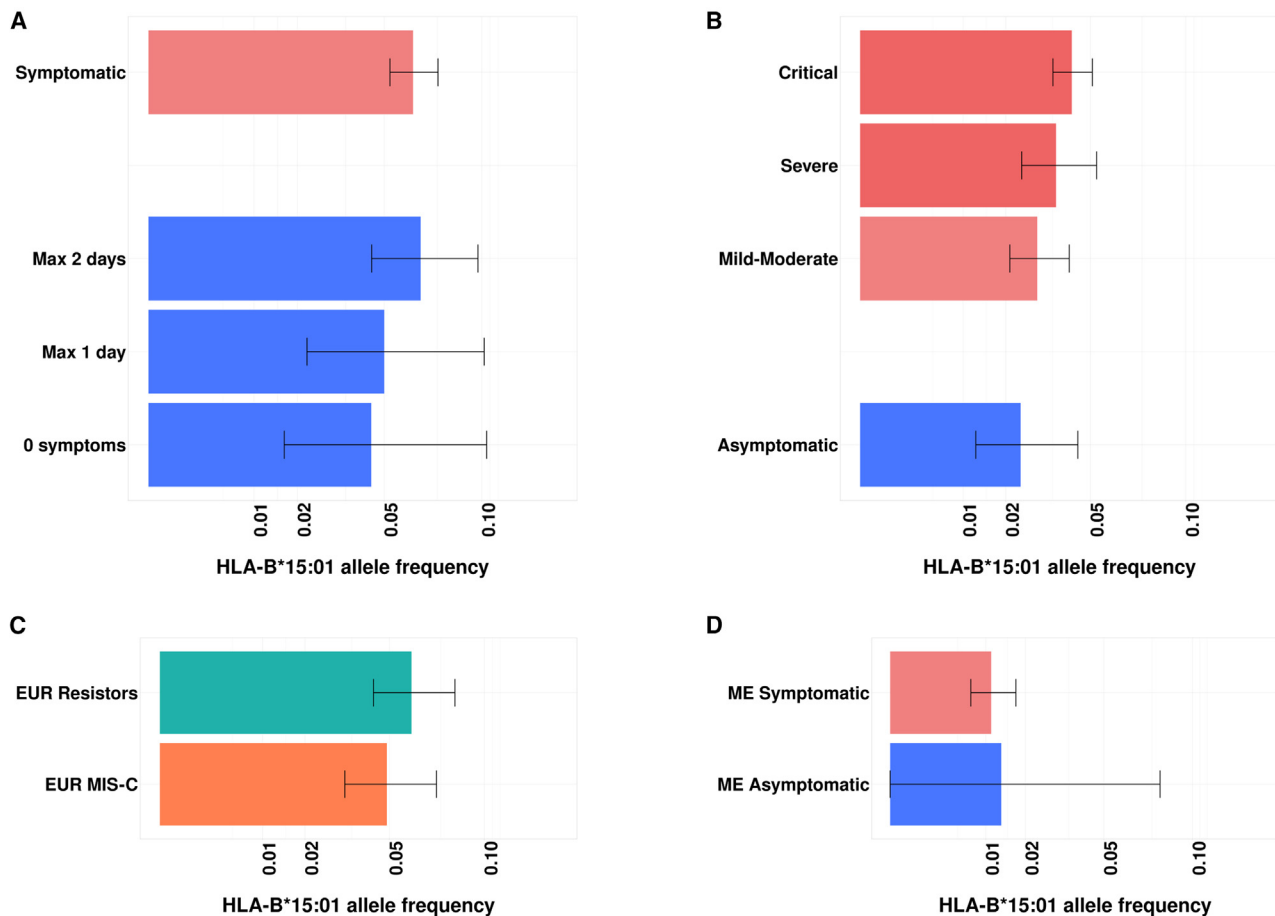 A
Symptomatic
Max 2 days
Max 1 day
0 symptoms
0.01 0.02 0.05 0.10
HLA-B*15:01 allele frequency
B
Critical
Severe
Mild-Moderate
Asymptomatic
0.01 0.02 0.05 0.10
HLA-B*15:01 allele frequency
C
EUR Resistors
EUR MIS-C
0.01 0.02 0.05 0.10
HLA-B*15:01 allele frequency
D
ME Symptomatic
ME Asymptomatic
0.01 0.02 0.05 0.10
HLA-B*15:01 allele frequency